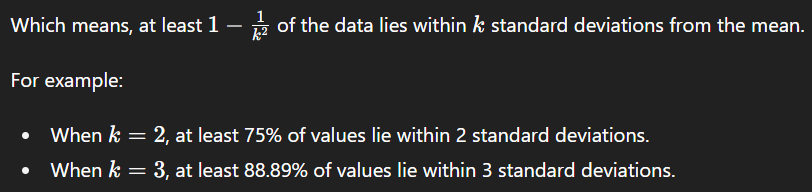 Which means, at least 1 − 1/k² of the data lies within k standard deviations from the mean.
For example:
• When k = 2, at least 75% of values lie within 2 standard deviations.
• When k = 3, at least 88.89% of values lie within 3 standard deviations.